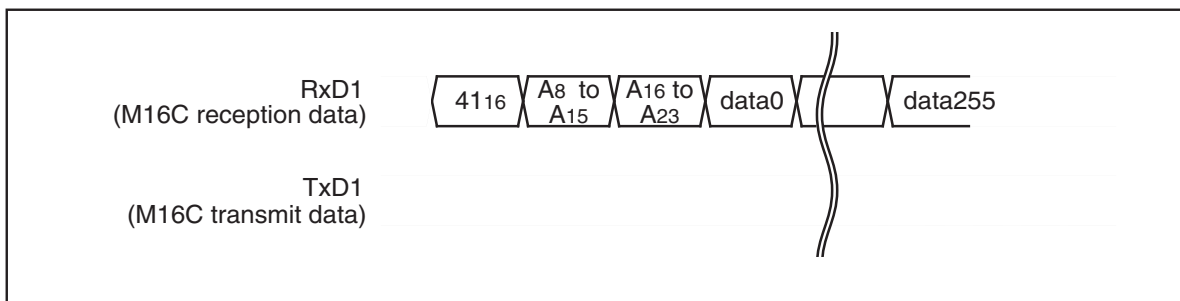 RxD1
(M16C reception data)
4116
A8 to
A15
A16 to
A23
data0
data255
TxD1
(M16C transmit data)